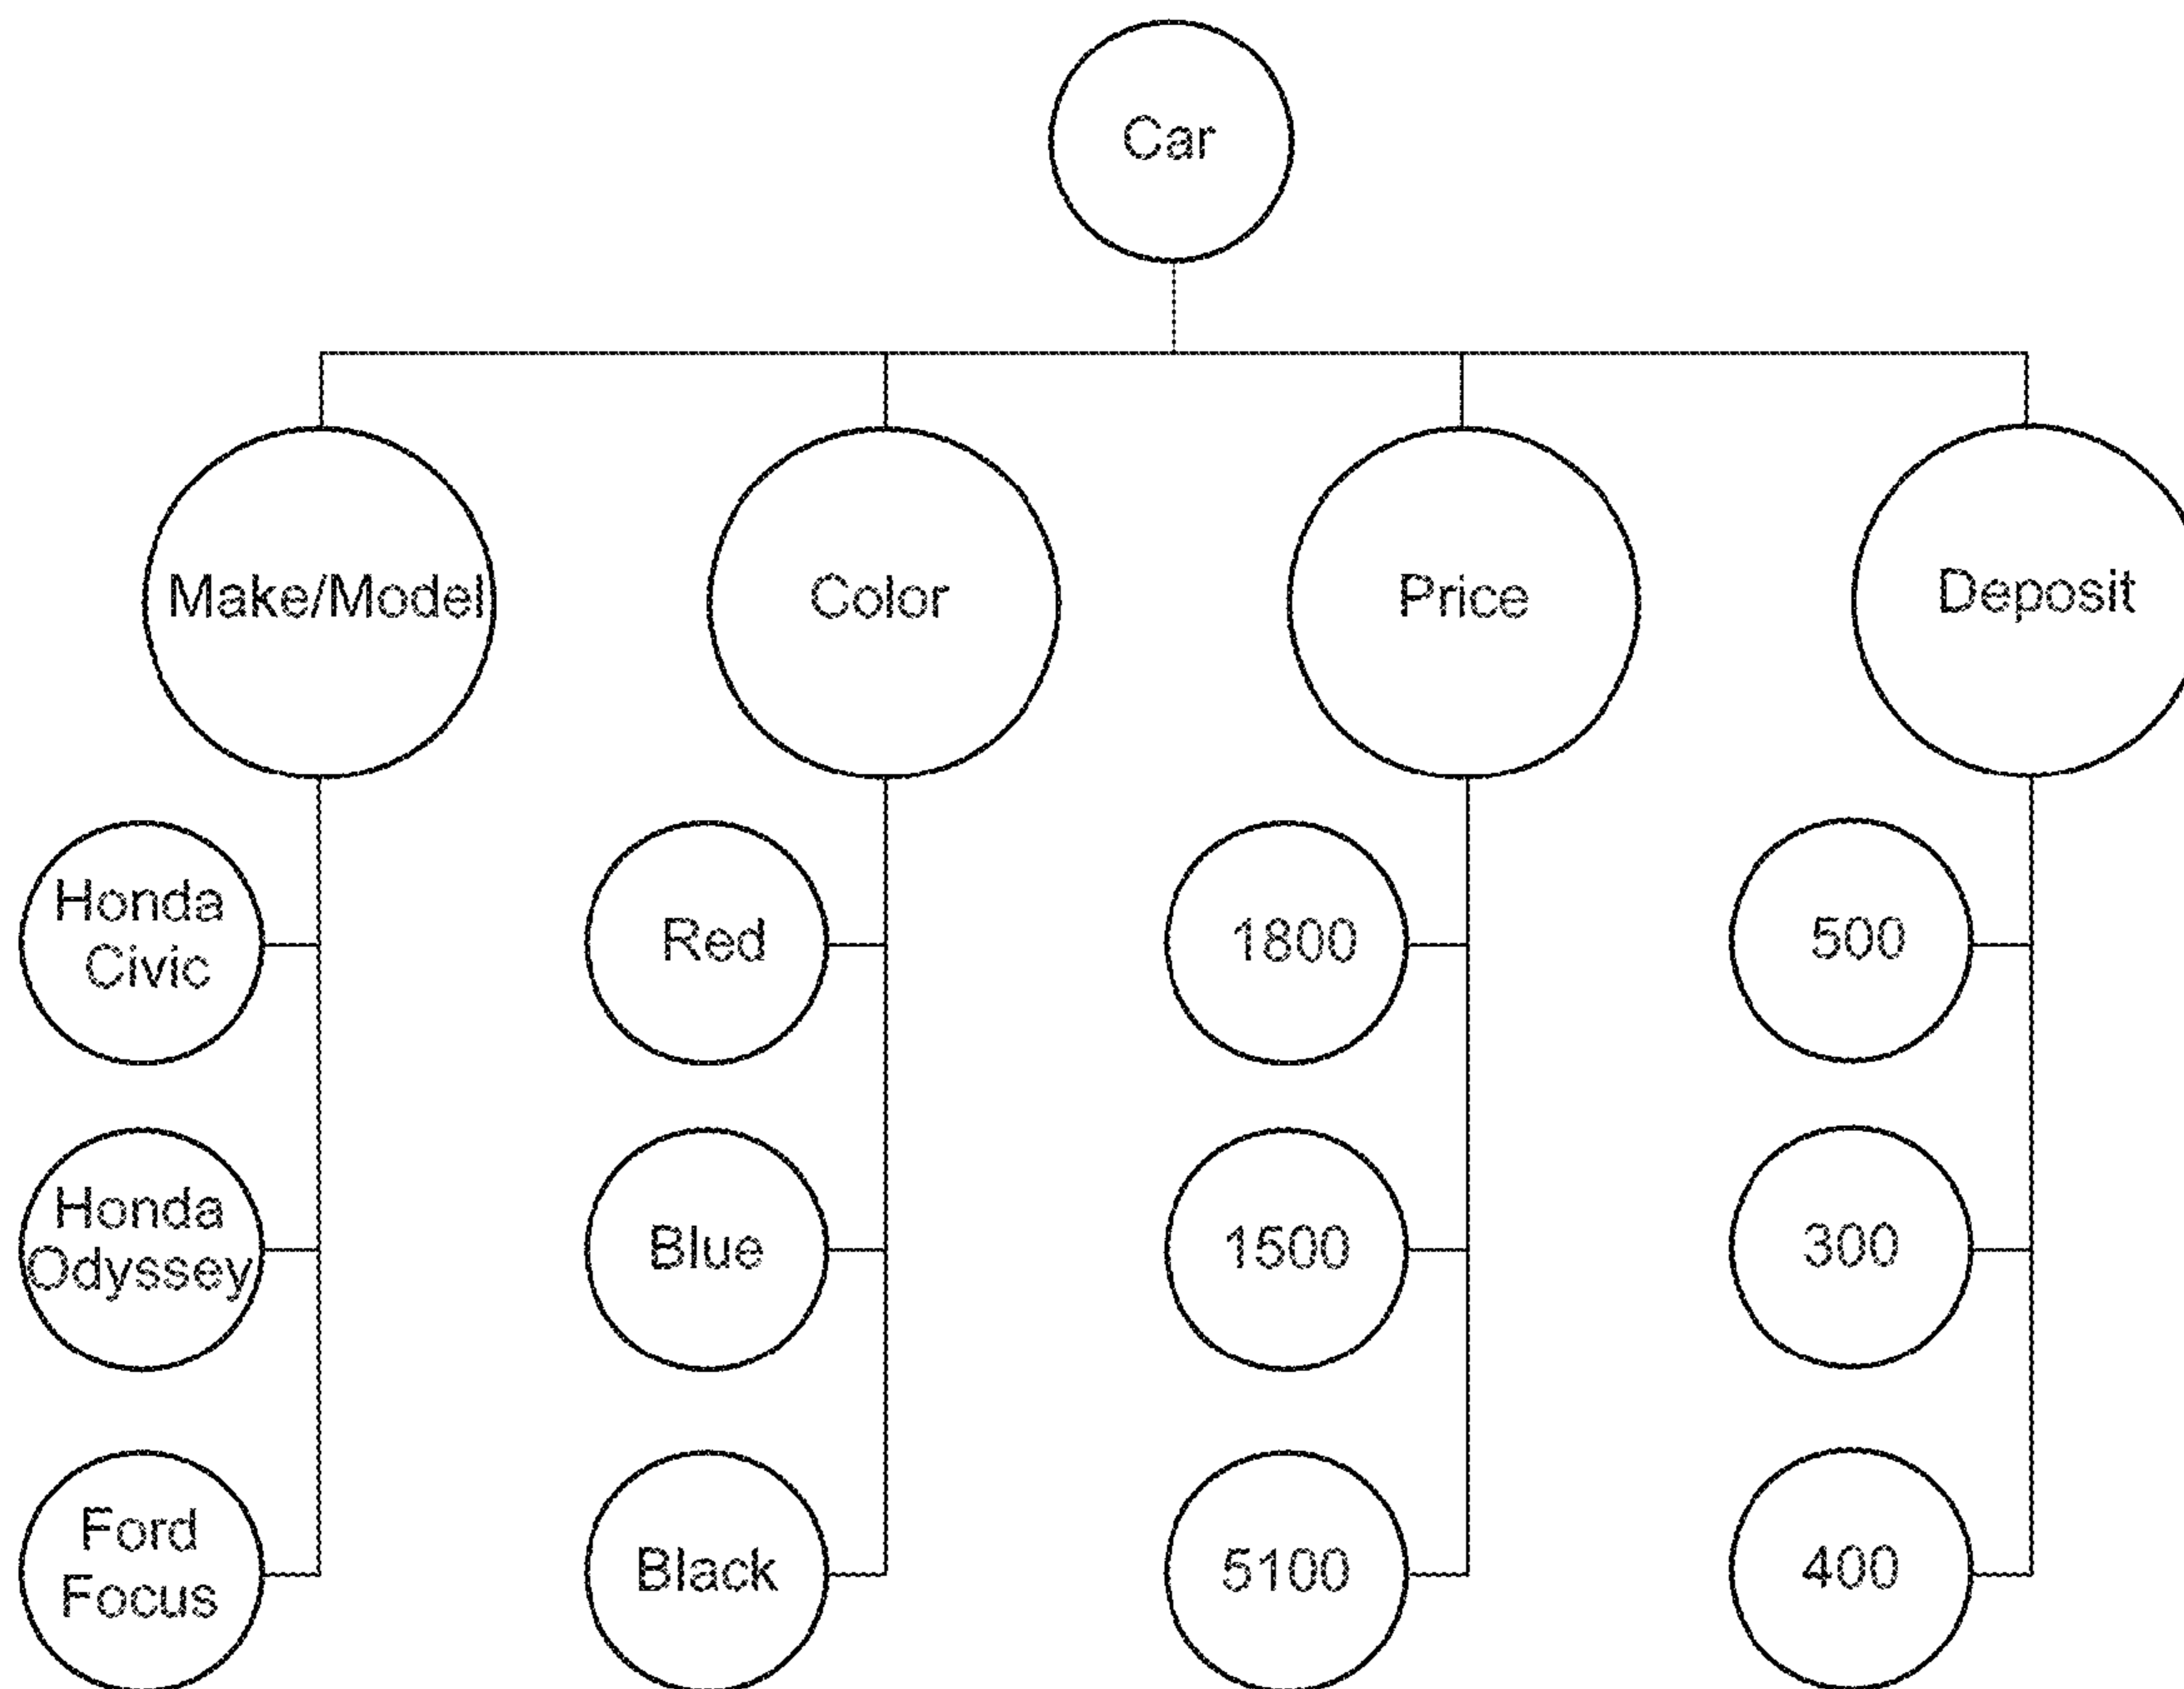 Car
Make/Model
Color
Price
Deposit
Honda
Civic
Red
1800
500
Honda
Odyssey
Blue
1500
300
Ford
Focus
Black
5100
400